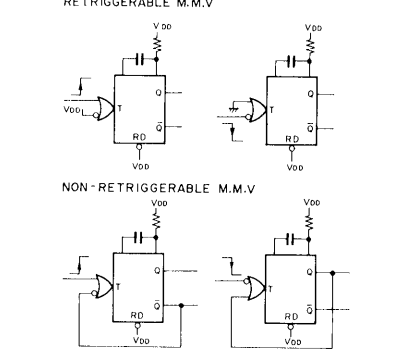 RETRIGGERABLE M.M.V
VDD VDD
Q Q
T T
VDD
Q̅ Q̅
RD RD
VDD VDD
NON-RETRIGGERABLE M.M.V
VDD VDD
Q Q
T T
Q̅ Q̅
RD RD
VDD VDD